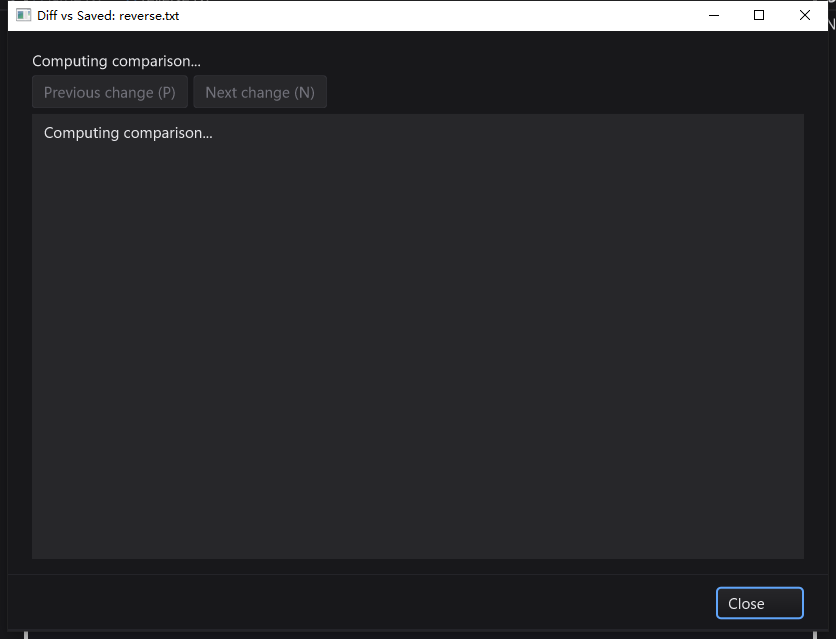 Diff vs Saved: reverse.txt
Computing comparison...
Previous change (P) Next change (N)
Computing comparison...
Close